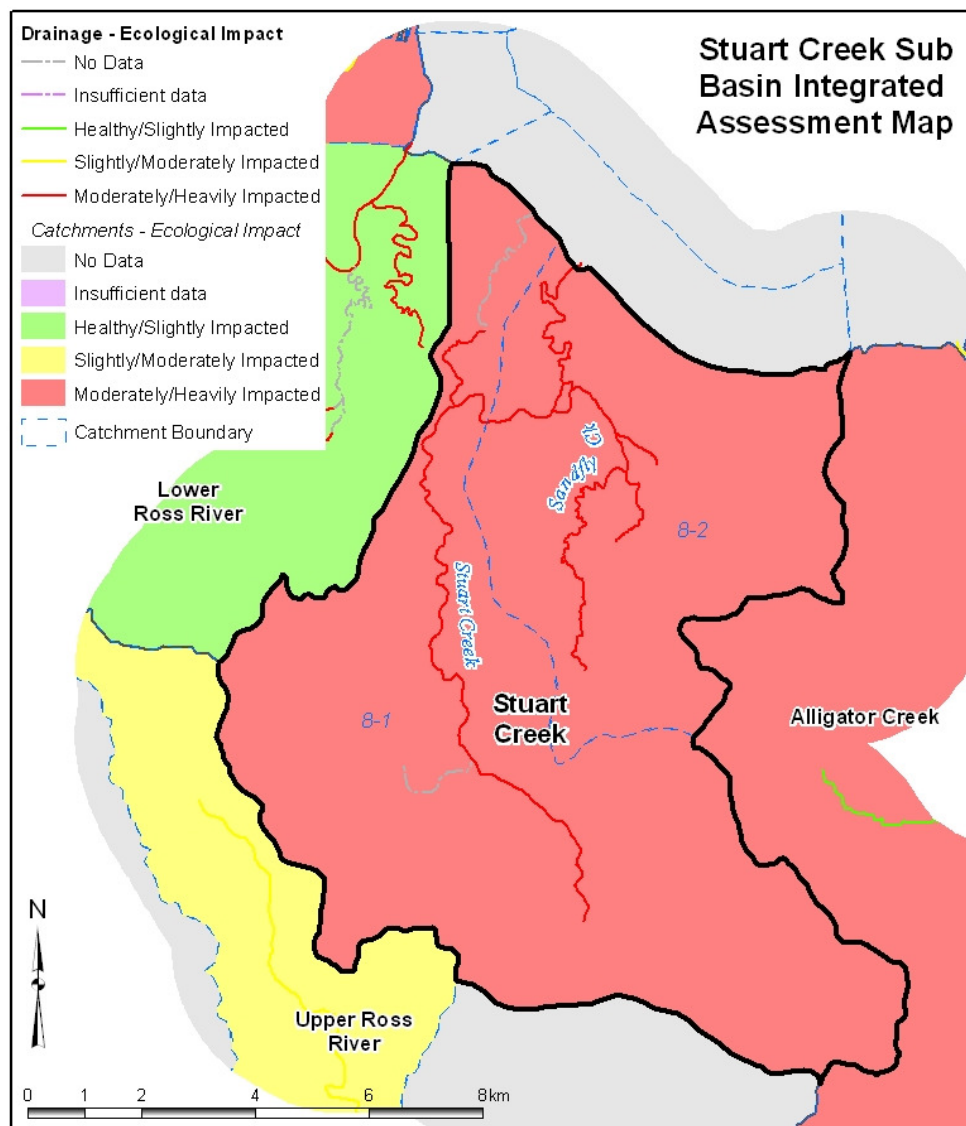 Drainage - Ecological Impact
No Data
Insufficient data
Healthy/Slightly Impacted
Slightly/Moderately Impacted
Moderately/Heavily Impacted
Catchments - Ecological Impact
No Data
Insufficient data
Healthy/Slightly Impacted
Slightly/Moderately Impacted
Moderately/Heavily Impacted
Catchment Boundary
Stuart Creek Sub
Basin Integrated
Assessment Map
Lower
Ross River
Sandfly Ck
8-2
Stuart Creek
8-1
Stuart
Creek
Alligator Creek
N
Upper Ross
River
0 1 2 4 6 8 km